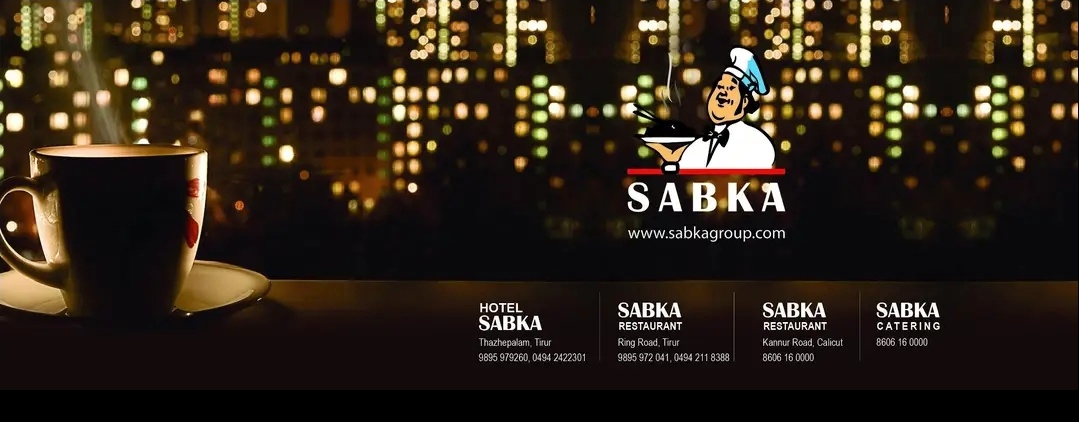 SABKA
www.sabkagroup.com
HOTEL
SABKA
Thazhepalam, Tirur
9895 979260, 0494 2422301
SABKA
RESTAURANT
Ring Road, Tirur
9895 972 041, 0494 211 8388
SABKA
RESTAURANT
Kannur Road, Calicut
8606 16 0000
SABKA
CATERING
8606 16 0000